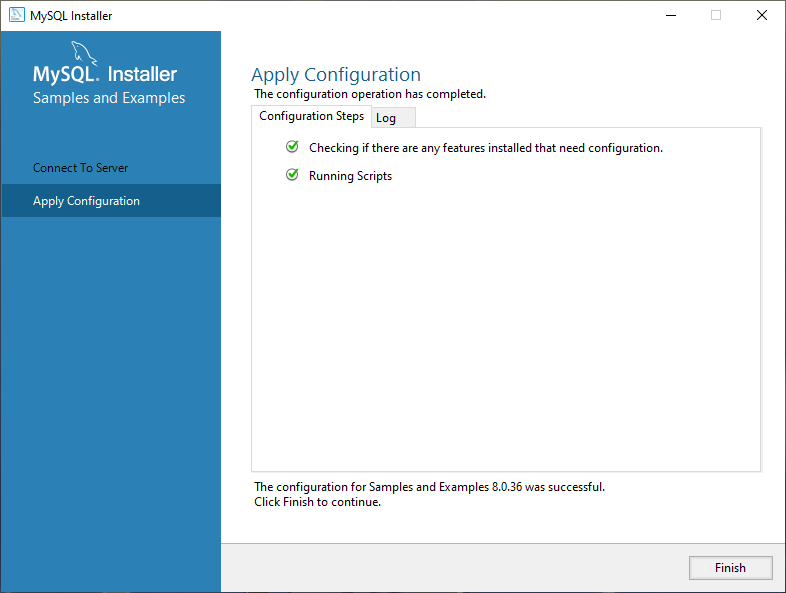 MySQL Installer
MySQL. Installer
Samples and Examples
Connect To Server
Apply Configuration
Apply Configuration
The configuration operation has completed.
Configuration Steps
Log
Checking if there are any features installed that need configuration.
Running Scripts
The configuration for Samples and Examples 8.0.36 was successful.
Click Finish to continue.
Finish